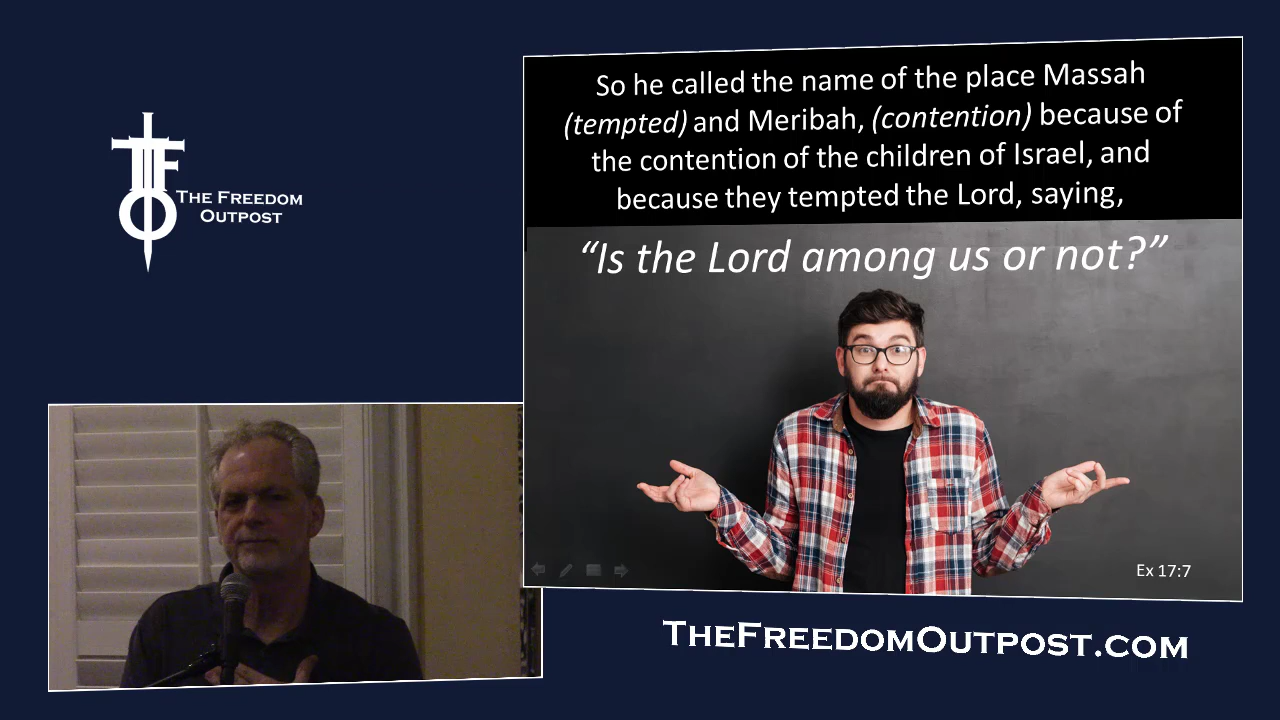 TFO
THE FREEDOM
OUTPOST
So he called the name of the place Massah
(tempted) and Meribah, (contention) because of
the contention of the children of Israel, and
because they tempted the Lord, saying,
“Is the Lord among us or not?”
Ex 17:7
THEFREEDOMOUTPOST.COM